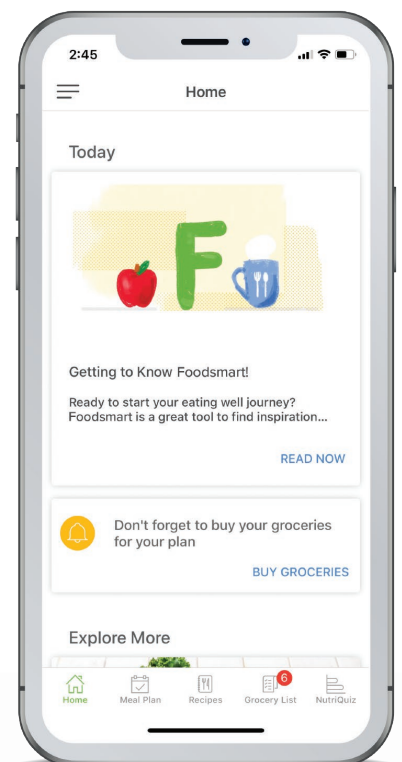 2:45
Home
Today
F
Getting to Know Foodsmart!
Ready to start your eating well journey?
Foodsmart is a great tool to find inspiration...
READ NOW
Don't forget to buy your groceries
for your plan
BUY GROCERIES
Explore More
6
Home Meal Plan Recipes Grocery List NutriQuiz